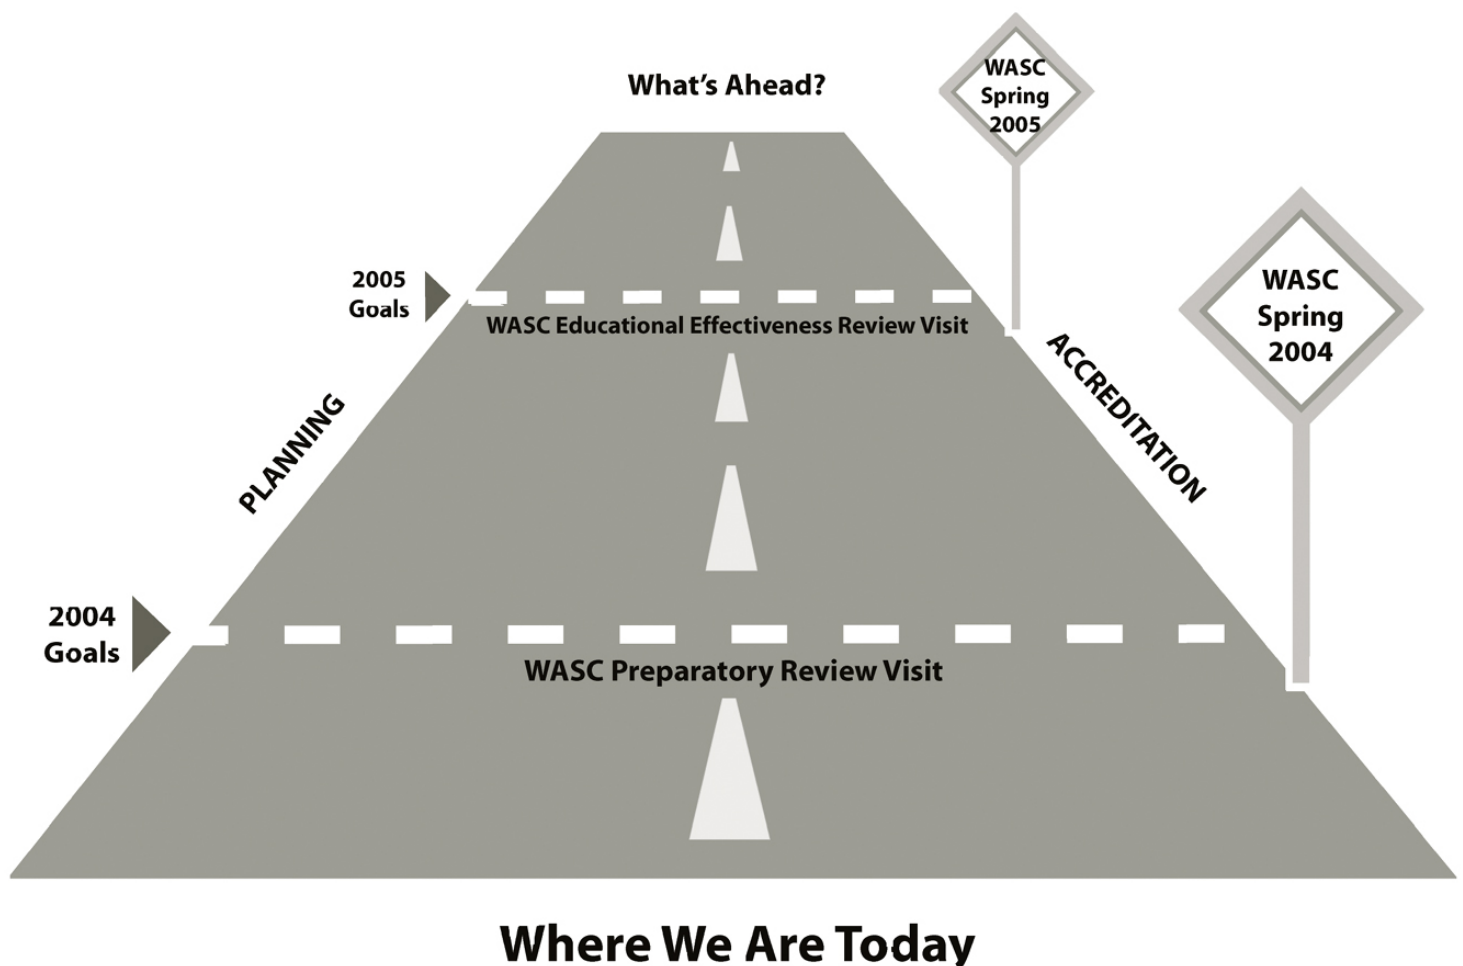 What's Ahead?
WASC
Spring
2005
WASC
Spring
2004
2005
Goals
WASC Educational Effectiveness Review Visit
PLANNING
ACCREDITATION
2004
Goals
WASC Preparatory Review Visit
Where We Are Today